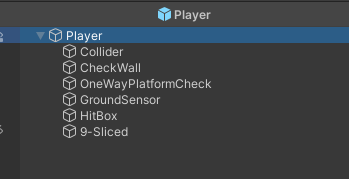 Player
Player
Collider
CheckWall
OneWayPlatformCheck
GroundSensor
HitBox
9-Sliced